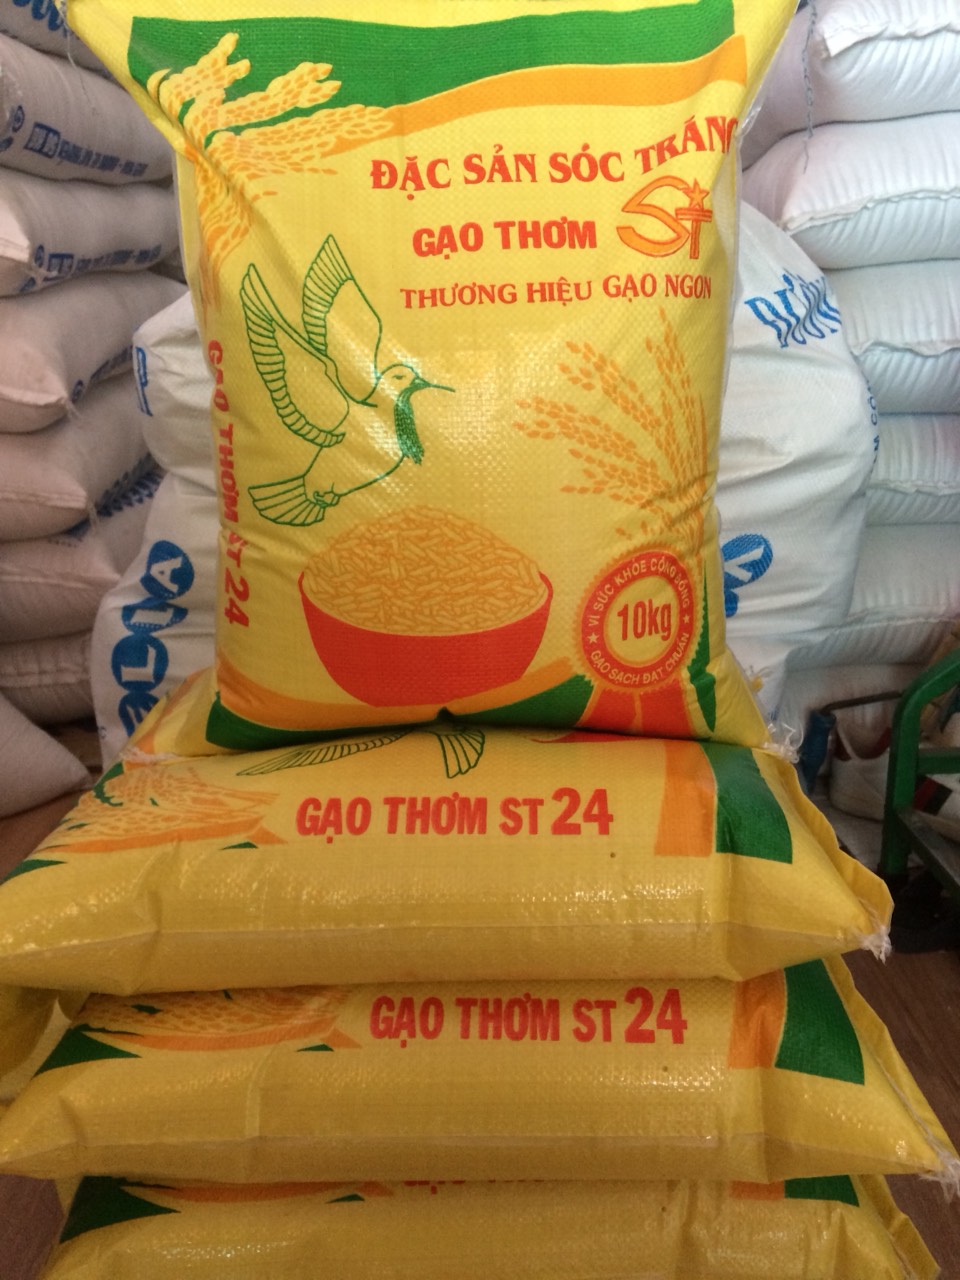 ĐẶC SẢN SÓC TRĂNG
GẠO THƠM ST
THƯƠNG HIỆU GẠO NGON
GẠO THƠM ST 24
VÌ SỨC KHỎE CỘNG ĐỒNG
10kg
GẠO SẠCH ĐẠT CHUẨN
GẠO THƠM ST 24
GẠO THƠM ST 24